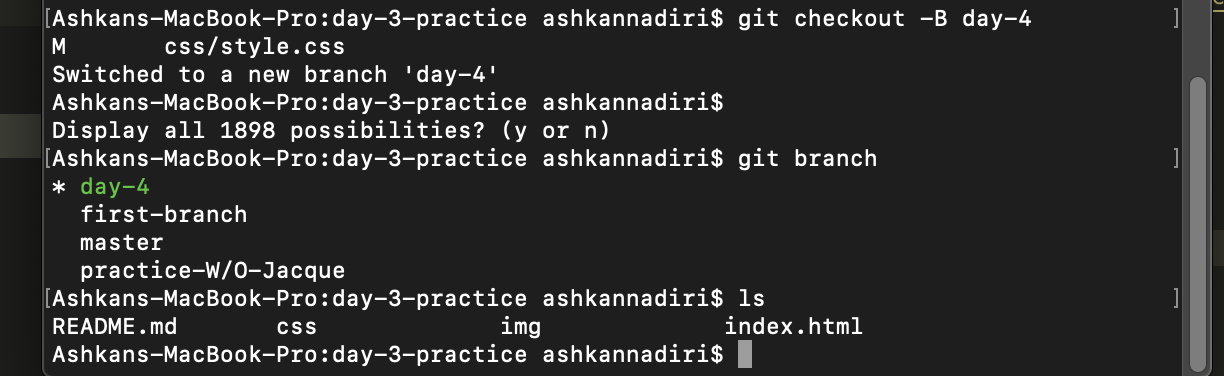 [Ashkans-MacBook-Pro:day-3-practice ashkannadiri$ git checkout -B day-4 ]
M       css/style.css
Switched to a new branch 'day-4'
Ashkans-MacBook-Pro:day-3-practice ashkannadiri$
Display all 1898 possibilities? (y or n)
[Ashkans-MacBook-Pro:day-3-practice ashkannadiri$ git branch ]
* day-4
  first-branch
  master
  practice-W/O-Jacque
[Ashkans-MacBook-Pro:day-3-practice ashkannadiri$ ls ]
README.md       css             img             index.html
Ashkans-MacBook-Pro:day-3-practice ashkannadiri$